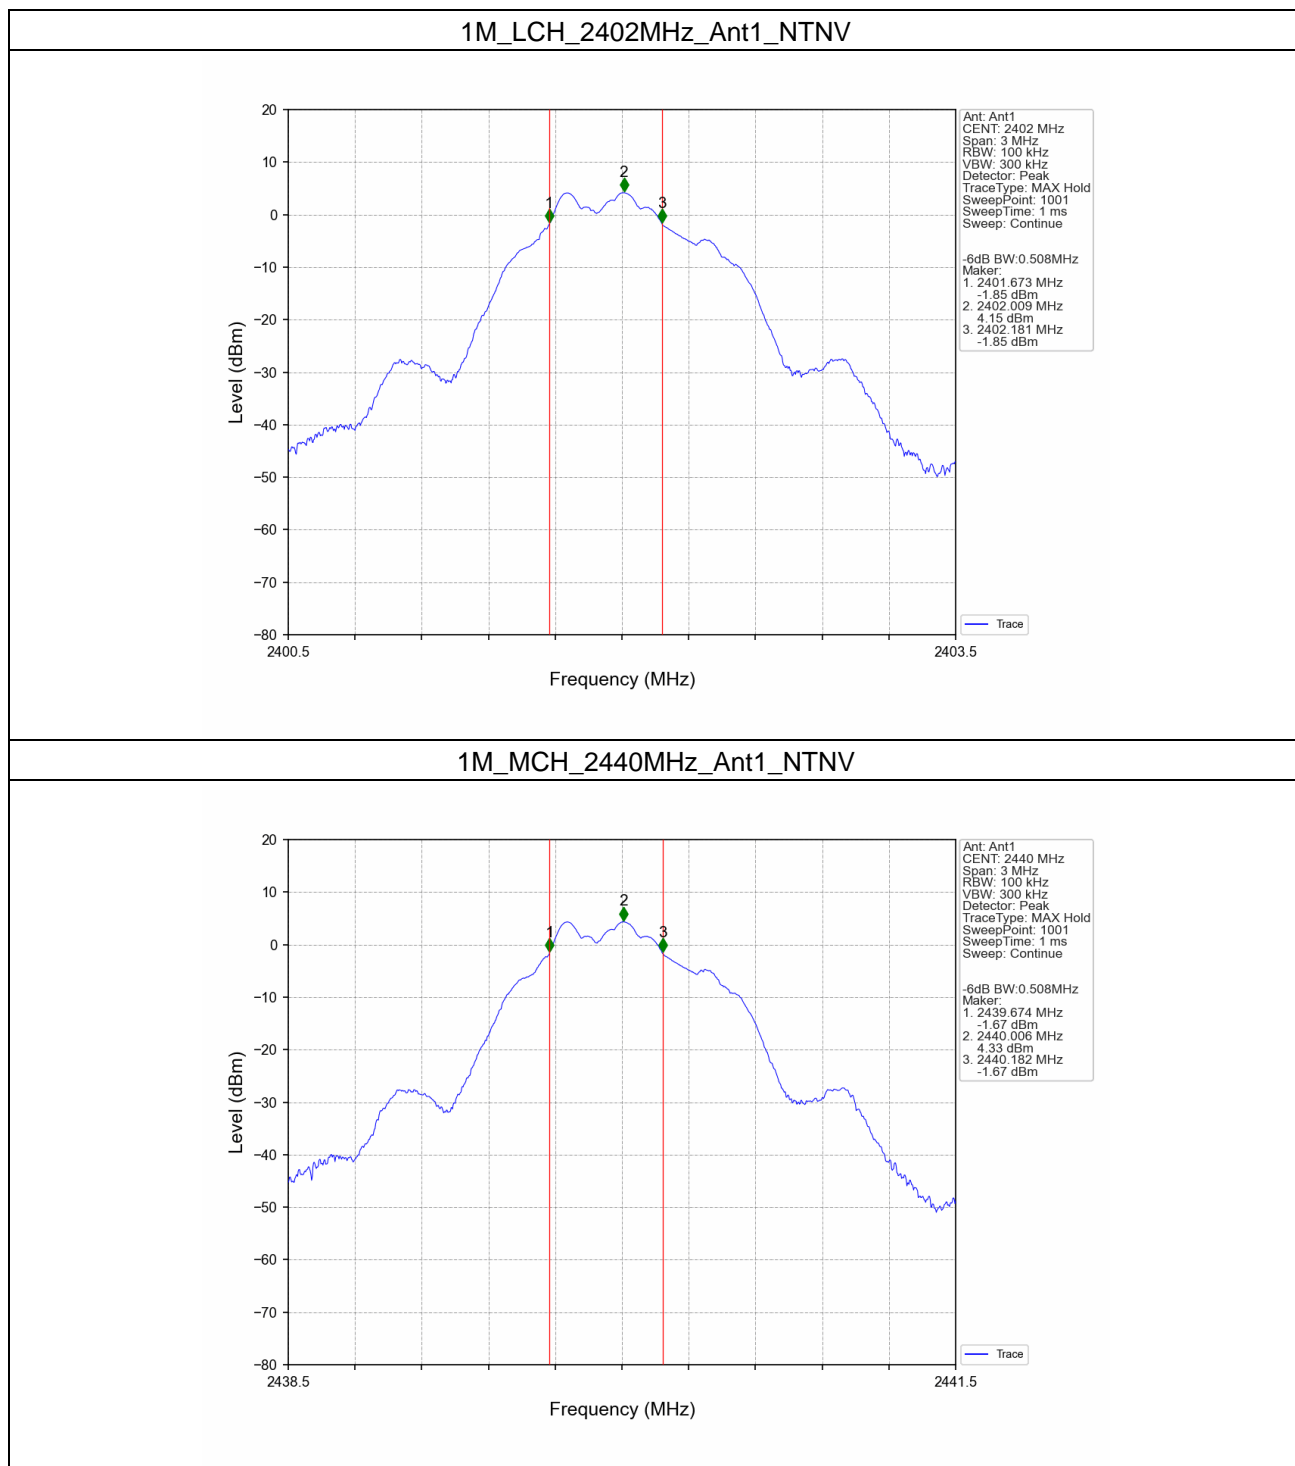 1M_LCH_2402MHz_Ant1_NTNV
20
10
0
−10
−20
−30
−40
−50
−60
−70
−80
Level (dBm)
1
2
3
2400.5
2403.5
Frequency (MHz)
Ant: Ant1
CENT: 2402 MHz
Span: 3 MHz
RBW: 100 kHz
VBW: 300 kHz
Detector: Peak
TraceType: MAX Hold
SweepPoint: 1001
SweepTime: 1 ms
Sweep: Continue
-6dB BW:0.508MHz
Maker:
1. 2401.673 MHz
-1.85 dBm
2. 2402.009 MHz
4.15 dBm
3. 2402.181 MHz
-1.85 dBm
Trace
1M_MCH_2440MHz_Ant1_NTNV
20
10
0
−10
−20
−30
−40
−50
−60
−70
−80
Level (dBm)
1
2
3
2438.5
2441.5
Frequency (MHz)
Ant: Ant1
CENT: 2440 MHz
Span: 3 MHz
RBW: 100 kHz
VBW: 300 kHz
Detector: Peak
TraceType: MAX Hold
SweepPoint: 1001
SweepTime: 1 ms
Sweep: Continue
-6dB BW:0.508MHz
Maker:
1. 2439.674 MHz
-1.67 dBm
2. 2440.006 MHz
4.33 dBm
3. 2440.182 MHz
-1.67 dBm
Trace